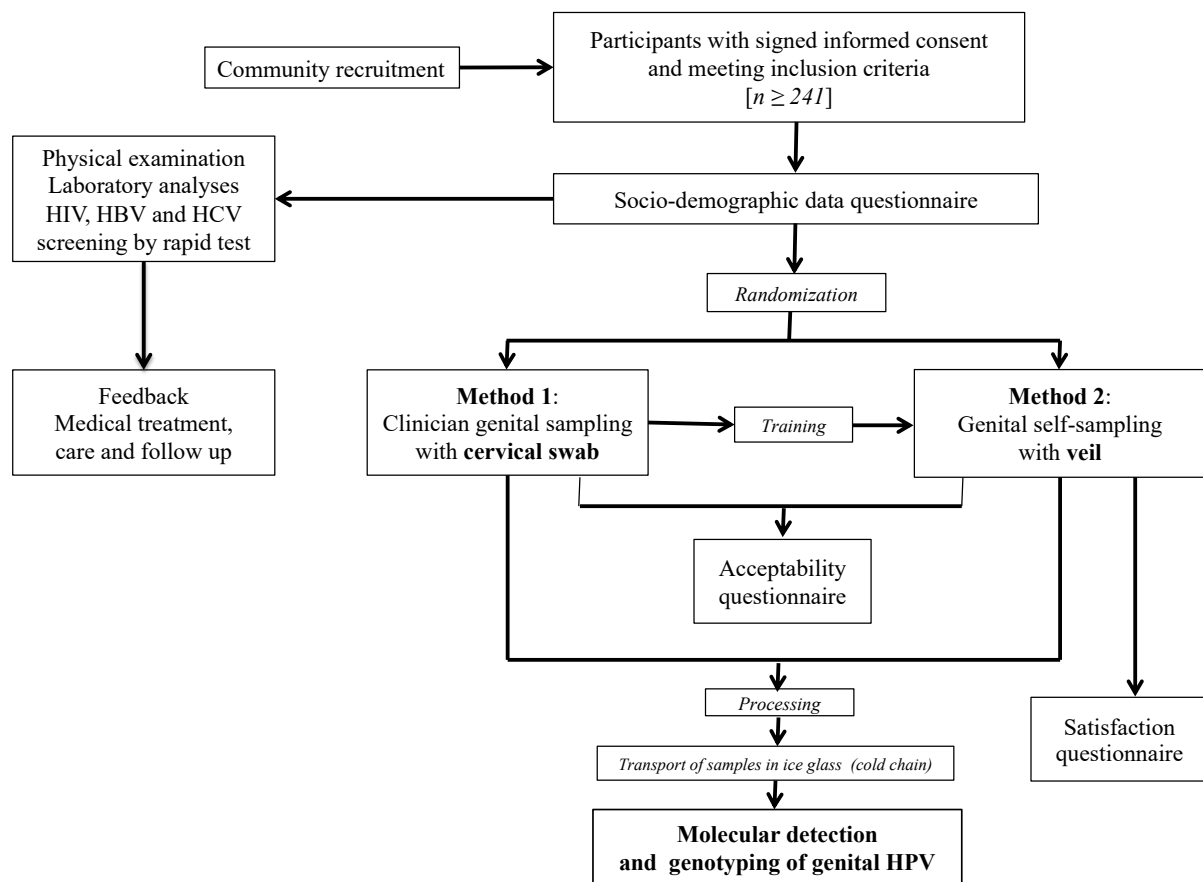 Community recruitment
Participants with signed informed consent
and meeting inclusion criteria
[n ≥ 241]
Physical examination
Laboratory analyses
HIV, HBV and HCV
screening by rapid test
Socio-demographic data questionnaire
Randomization
Feedback
Medical treatment,
care and follow up
Method 1:
Clinician genital sampling
with cervical swab
Training
Method 2:
Genital self-sampling
with veil
Acceptability
questionnaire
Processing
Satisfaction
questionnaire
Transport of samples in ice glass (cold chain)
Molecular detection
and genotyping of genital HPV